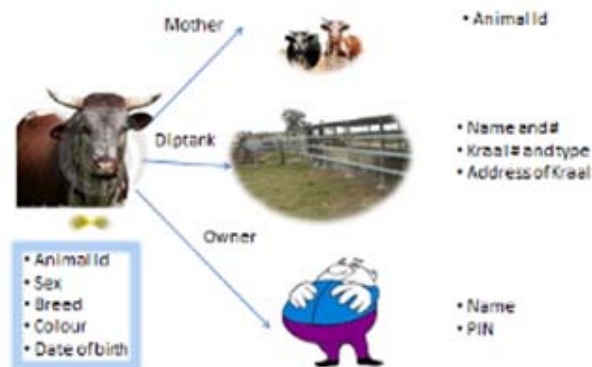 Mother
• Animal Id
Diptank
• Name and #
• Kraal # and type
• Address of Kraal
Owner
• Animal Id
• Sex
• Breed
• Colour
• Date of birth
• Name
• PIN